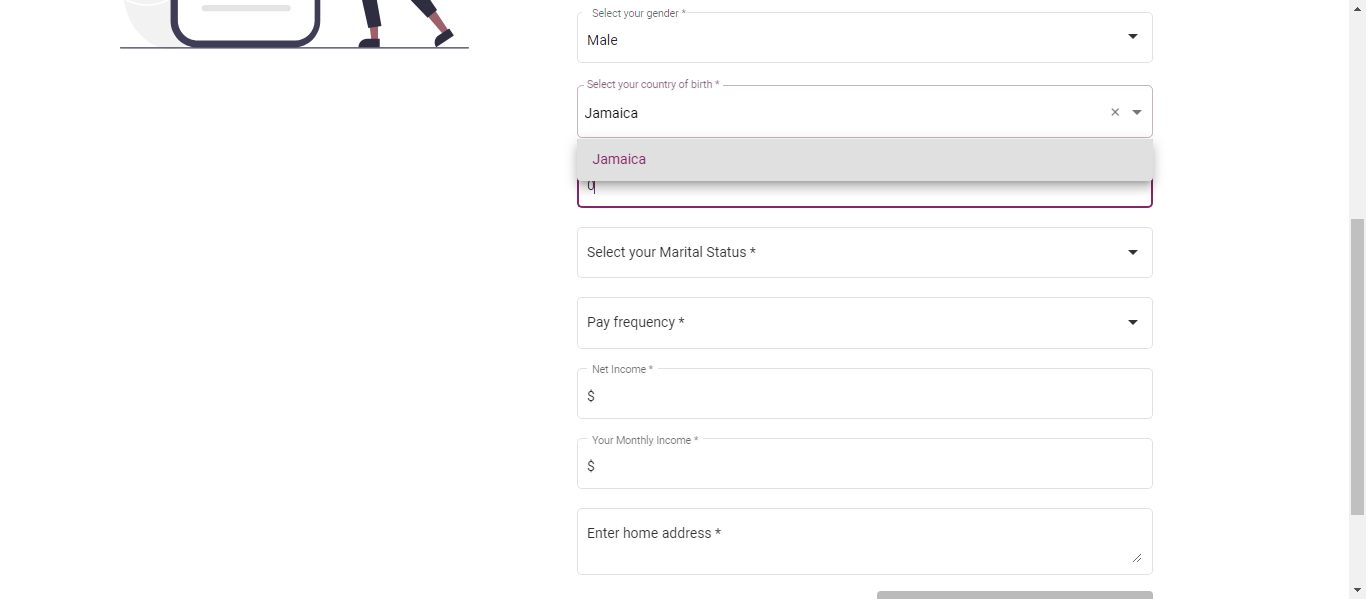 Select your gender *
Male
Select your country of birth *
Jamaica
Jamaica
Select your Marital Status *
Pay frequency *
Net Income *
$
Your Monthly Income *
$
Enter home address *